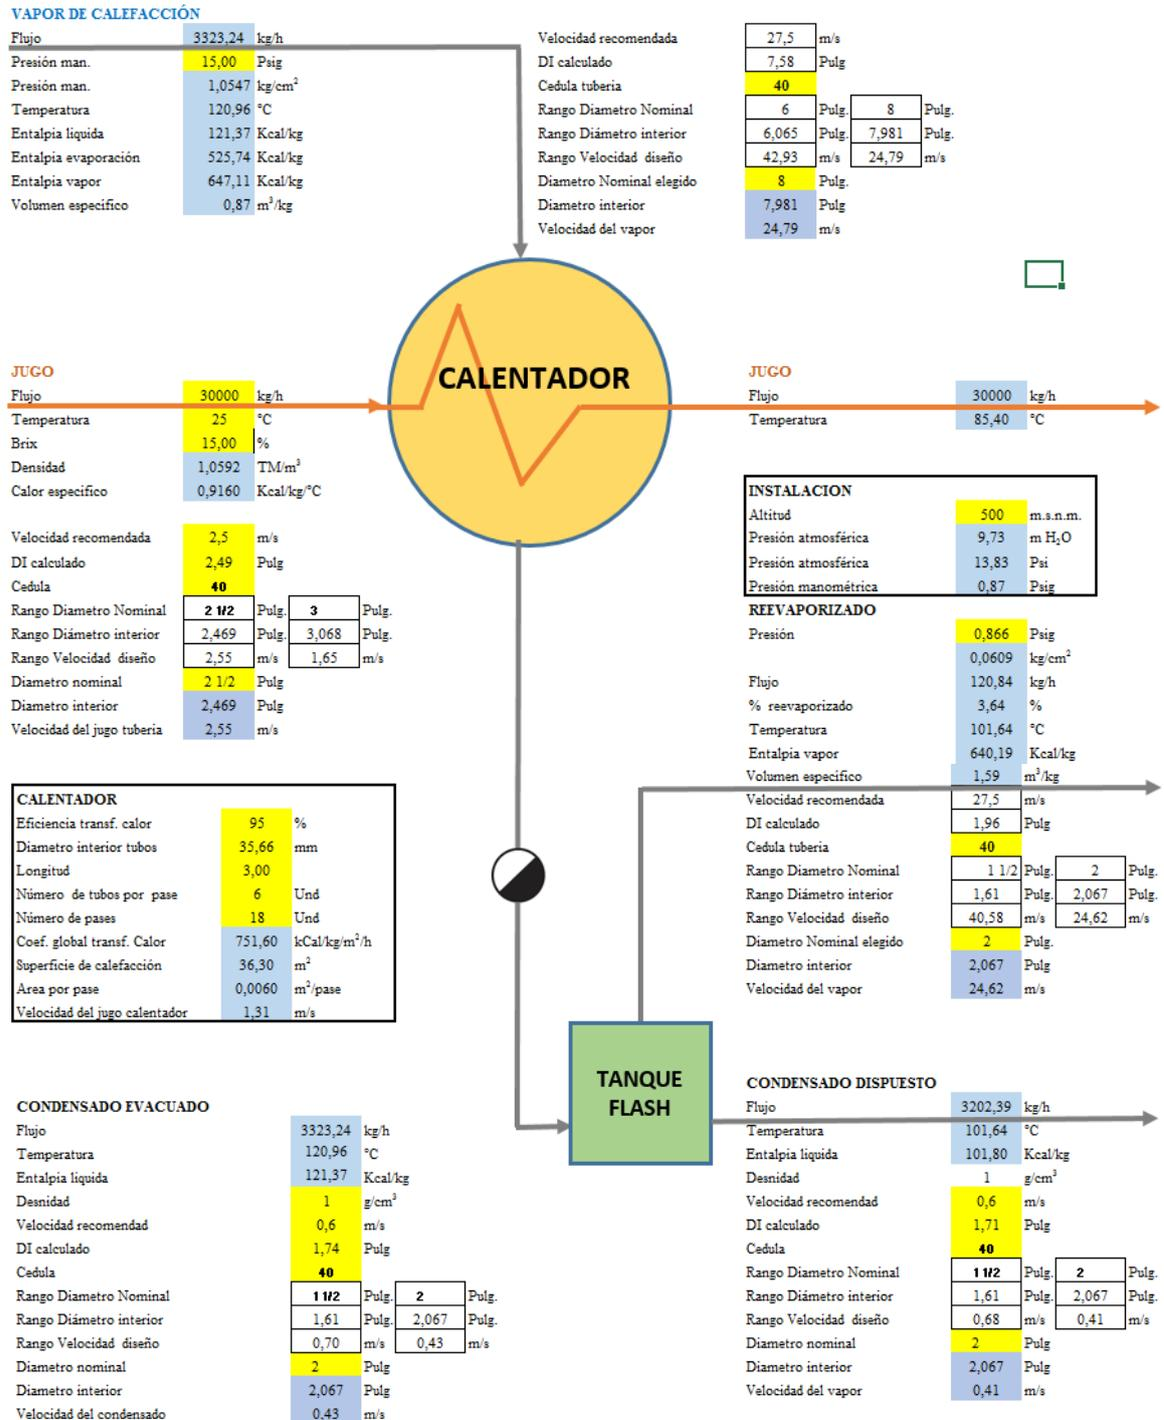 VAPOR DE CALEFACCIÓN
Flujo 3323,24 kg/h
Presión man. 15,00 Psig
Presión man. 1,0547 kg/cm²
Temperatura 120,96 °C
Entalpia liquida 121,37 Kcal/kg
Entalpia evaporación 525,74 Kcal/kg
Entalpia vapor 647,11 Kcal/kg
Volumen especifico 0,87 m³/kg
Velocidad recomendada 27,5 m/s
DI calculado 7,58 Pulg
Cedula tuberia 40
Rango Diametro Nominal 6 Pulg. 8 Pulg.
Rango Diámetro interior 6,065 Pulg. 7,981 Pulg.
Rango Velocidad diseño 42,93 m/s 24,79 m/s
Diametro Nominal elegido 8 Pulg.
Diametro interior 7,981 Pulg
Velocidad del vapor 24,79 m/s
CALENTADOR
JUGO
Flujo 30000 kg/h
Temperatura 25 °C
Brix 15,00 %
Densidad 1,0592 TM/m³
Calor especifico 0,9160 Kcal/kg/°C
Velocidad recomendada 2,5 m/s
DI calculado 2,49 Pulg
Cedula 40
Rango Diametro Nominal 2 1/2 Pulg. 3 Pulg.
Rango Diámetro interior 2,469 Pulg. 3,068 Pulg.
Rango Velocidad diseño 2,55 m/s 1,65 m/s
Diametro nominal 2 1/2 Pulg
Diametro interior 2,469 Pulg
Velocidad del jugo tuberia 2,55 m/s
JUGO
Flujo 30000 kg/h
Temperatura 85,40 °C
INSTALACION
Altitud 500 m.s.n.m.
Presión atmosférica 9,73 m H₂O
Presión atmosférica 13,83 Psi
Presión manométrica 0,87 Psig
REEVAPORIZADO
Presión 0,866 Psig
0,0609 kg/cm²
Flujo 120,84 kg/h
% reevaporizado 3,64 %
Temperatura 101,64 °C
Entalpia vapor 640,19 Kcal/kg
Volumen especifico 1,59 m³/kg
Velocidad recomendada 27,5 m/s
DI calculado 1,96 Pulg
Cedula tuberia 40
Rango Diametro Nominal 1 1/2 Pulg. 2 Pulg.
Rango Diámetro interior 1,61 Pulg. 2,067 Pulg.
Rango Velocidad diseño 40,58 m/s 24,62 m/s
Diametro Nominal elegido 2 Pulg.
Diametro interior 2,067 Pulg
Velocidad del vapor 24,62 m/s
CALENTADOR
Eficiencia transf. calor 95 %
Diametro interior tubos 35,66 mm
Longitud 3,00
Número de tubos por pase 6 Und
Número de pases 18 Und
Coef. global transf. Calor 751,60 kCal/kg/m²/h
Superficie de calefacción 36,30 m²
Area por pase 0,0060 m²/pase
Velocidad del jugo calentador 1,31 m/s
TANQUE
FLASH
CONDENSADO EVACUADO
Flujo 3323,24 kg/h
Temperatura 120,96 °C
Entalpia liquida 121,37 Kcal/kg
Desnidad 1 g/cm³
Velocidad recomendad 0,6 m/s
DI calculado 1,74 Pulg
Cedula 40
Rango Diametro Nominal 1 1/2 Pulg. 2 Pulg.
Rango Diámetro interior 1,61 Pulg. 2,067 Pulg.
Rango Velocidad diseño 0,70 m/s 0,43 m/s
Diametro nominal 2 Pulg
Diametro interior 2,067 Pulg
Velocidad del condensado 0,43 m/s
CONDENSADO DISPUESTO
Flujo 3202,39 kg/h
Temperatura 101,64 °C
Entalpia liquida 101,80 Kcal/kg
Desnidad 1 g/cm³
Velocidad recomendad 0,6 m/s
DI calculado 1,71 Pulg
Cedula 40
Rango Diametro Nominal 1 1/2 Pulg. 2 Pulg.
Rango Diámetro interior 1,61 Pulg. 2,067 Pulg.
Rango Velocidad diseño 0,68 m/s 0,41 m/s
Diametro nominal 2 Pulg
Diametro interior 2,067 Pulg
Velocidad del vapor 0,41 m/s